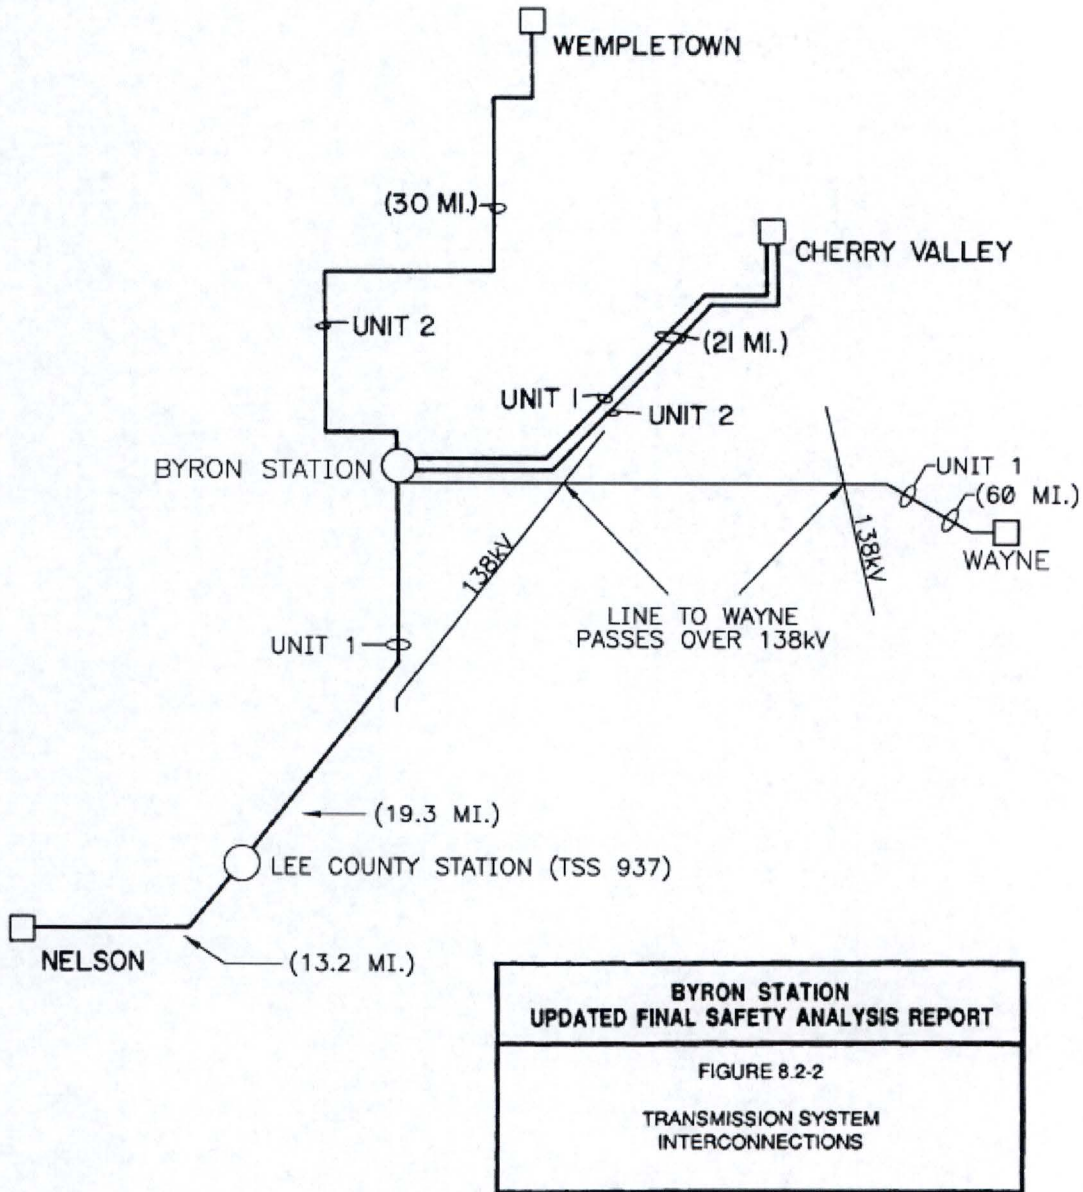 WEMPLETOWN
(30 MI.)
CHERRY VALLEY
UNIT 2
(21 MI.)
UNIT 1
UNIT 2
BYRON STATION
UNIT 1
(60 MI.)
WAYNE
138kV
138kV
LINE TO WAYNE
PASSES OVER 138kV
UNIT 1
(19.3 MI.)
LEE COUNTY STATION (TSS 937)
NELSON
(13.2 MI.)
BYRON STATION
UPDATED FINAL SAFETY ANALYSIS REPORT
FIGURE 8.2-2
TRANSMISSION SYSTEM
INTERCONNECTIONS